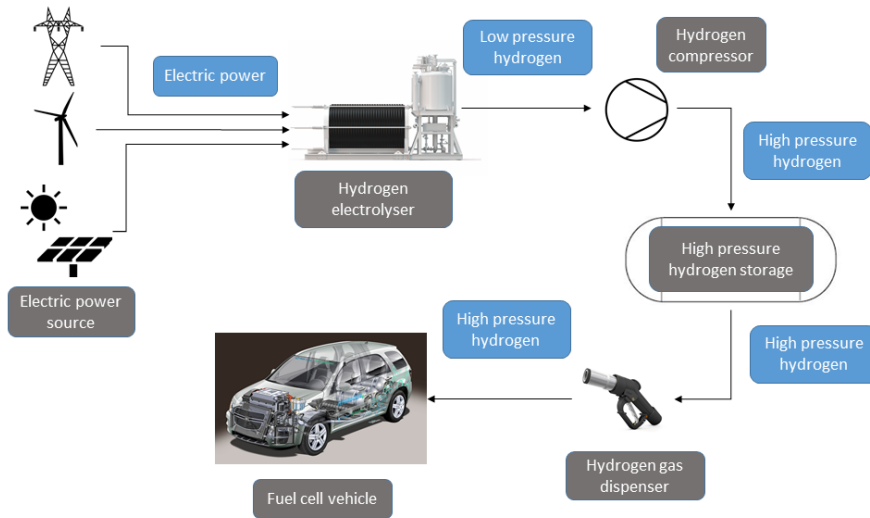 Electric power
Low pressure
hydrogen
Hydrogen
compressor
High pressure
hydrogen
Hydrogen
electrolyser
High pressure
hydrogen storage
Electric power
source
High pressure
hydrogen
High pressure
hydrogen
Hydrogen gas
dispenser
Fuel cell vehicle